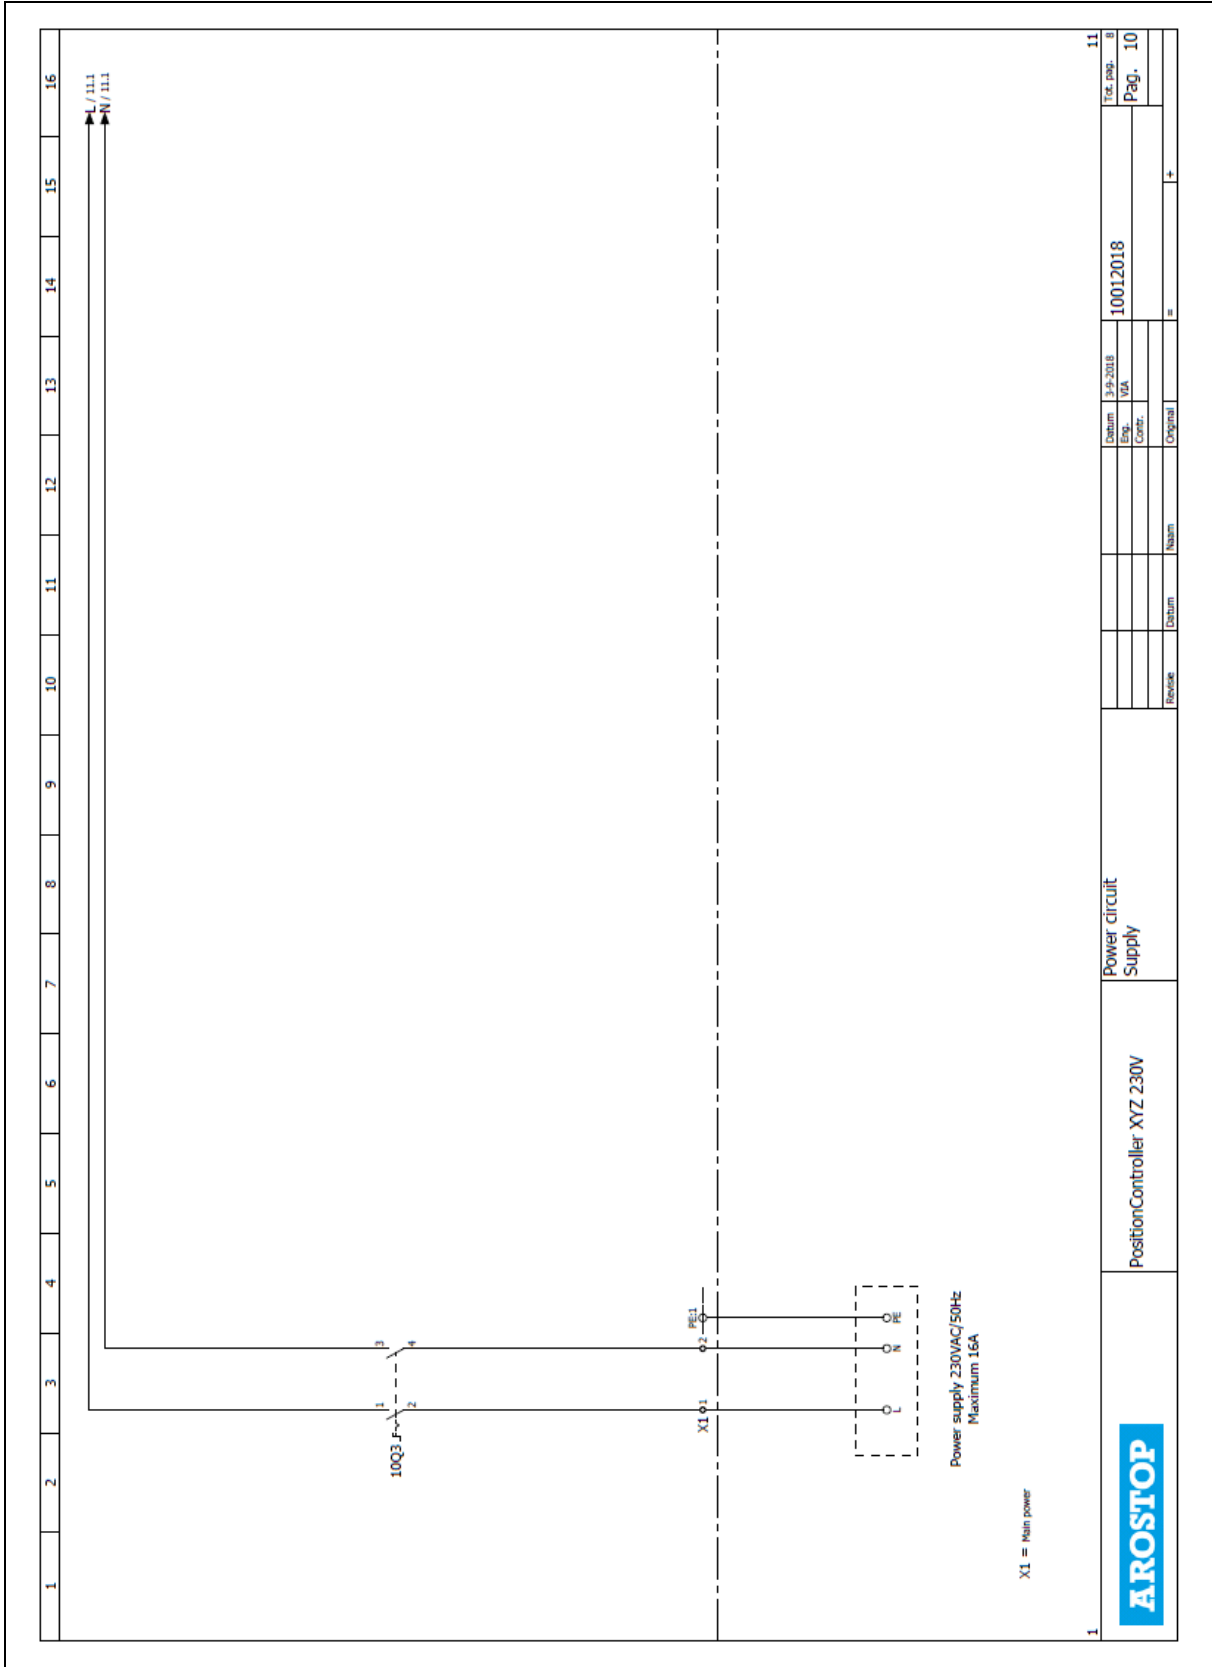 1 2 3 4 5 6 7 8 9 10 11 12 13 14 15 16
L / 11.1
N / 11.1
10Q3
1
2
3
4
X1
1
2
PE:1
L
N
PE
Power supply 230VAC/50Hz
Maximum 16A
X1 = Main power
1
11
AROSTOP
PositionController XYZ 230V
Power circuit
Supply
Revisie
Datum
Naam
Original
Datum 3-9-2018
Eng. VIA
Contr.
10012018
=
+
Tot. pag. 8
Pag. 10